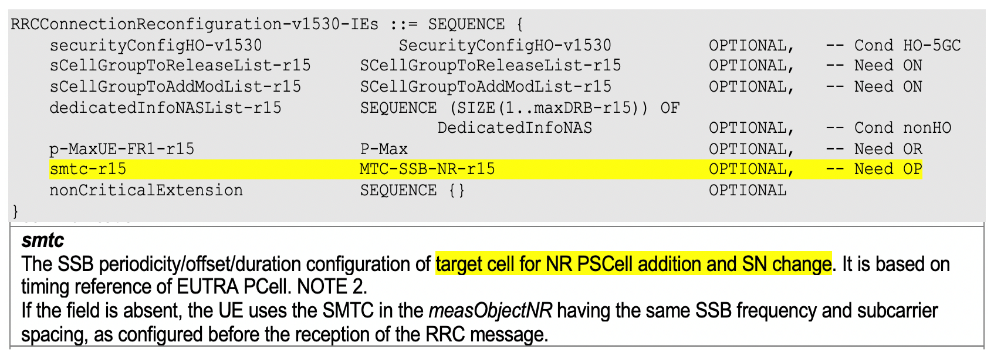 RRCConnectionReconfiguration-v1530-IEs ::= SEQUENCE {
securityConfigHO-v1530 SecurityConfigHO-v1530 OPTIONAL, -- Cond HO-5GC
sCellGroupToReleaseList-r15 SCellGroupToReleaseList-r15 OPTIONAL, -- Need ON
sCellGroupToAddModList-r15 SCellGroupToAddModList-r15 OPTIONAL, -- Need ON
dedicatedInfoNASList-r15 SEQUENCE (SIZE(1..maxDRB-r15)) OF
DedicatedInfoNAS OPTIONAL, -- Cond nonHO
p-MaxUE-FR1-r15 P-Max OPTIONAL, -- Need OR
smtc-r15 MTC-SSB-NR-r15 OPTIONAL, -- Need OP
nonCriticalExtension SEQUENCE {} OPTIONAL
}
smtc
The SSB periodicity/offset/duration configuration of target cell for NR PSCell addition and SN change. It is based on
timing reference of EUTRA PCell. NOTE 2.
If the field is absent, the UE uses the SMTC in the measObjectNR having the same SSB frequency and subcarrier
spacing, as configured before the reception of the RRC message.